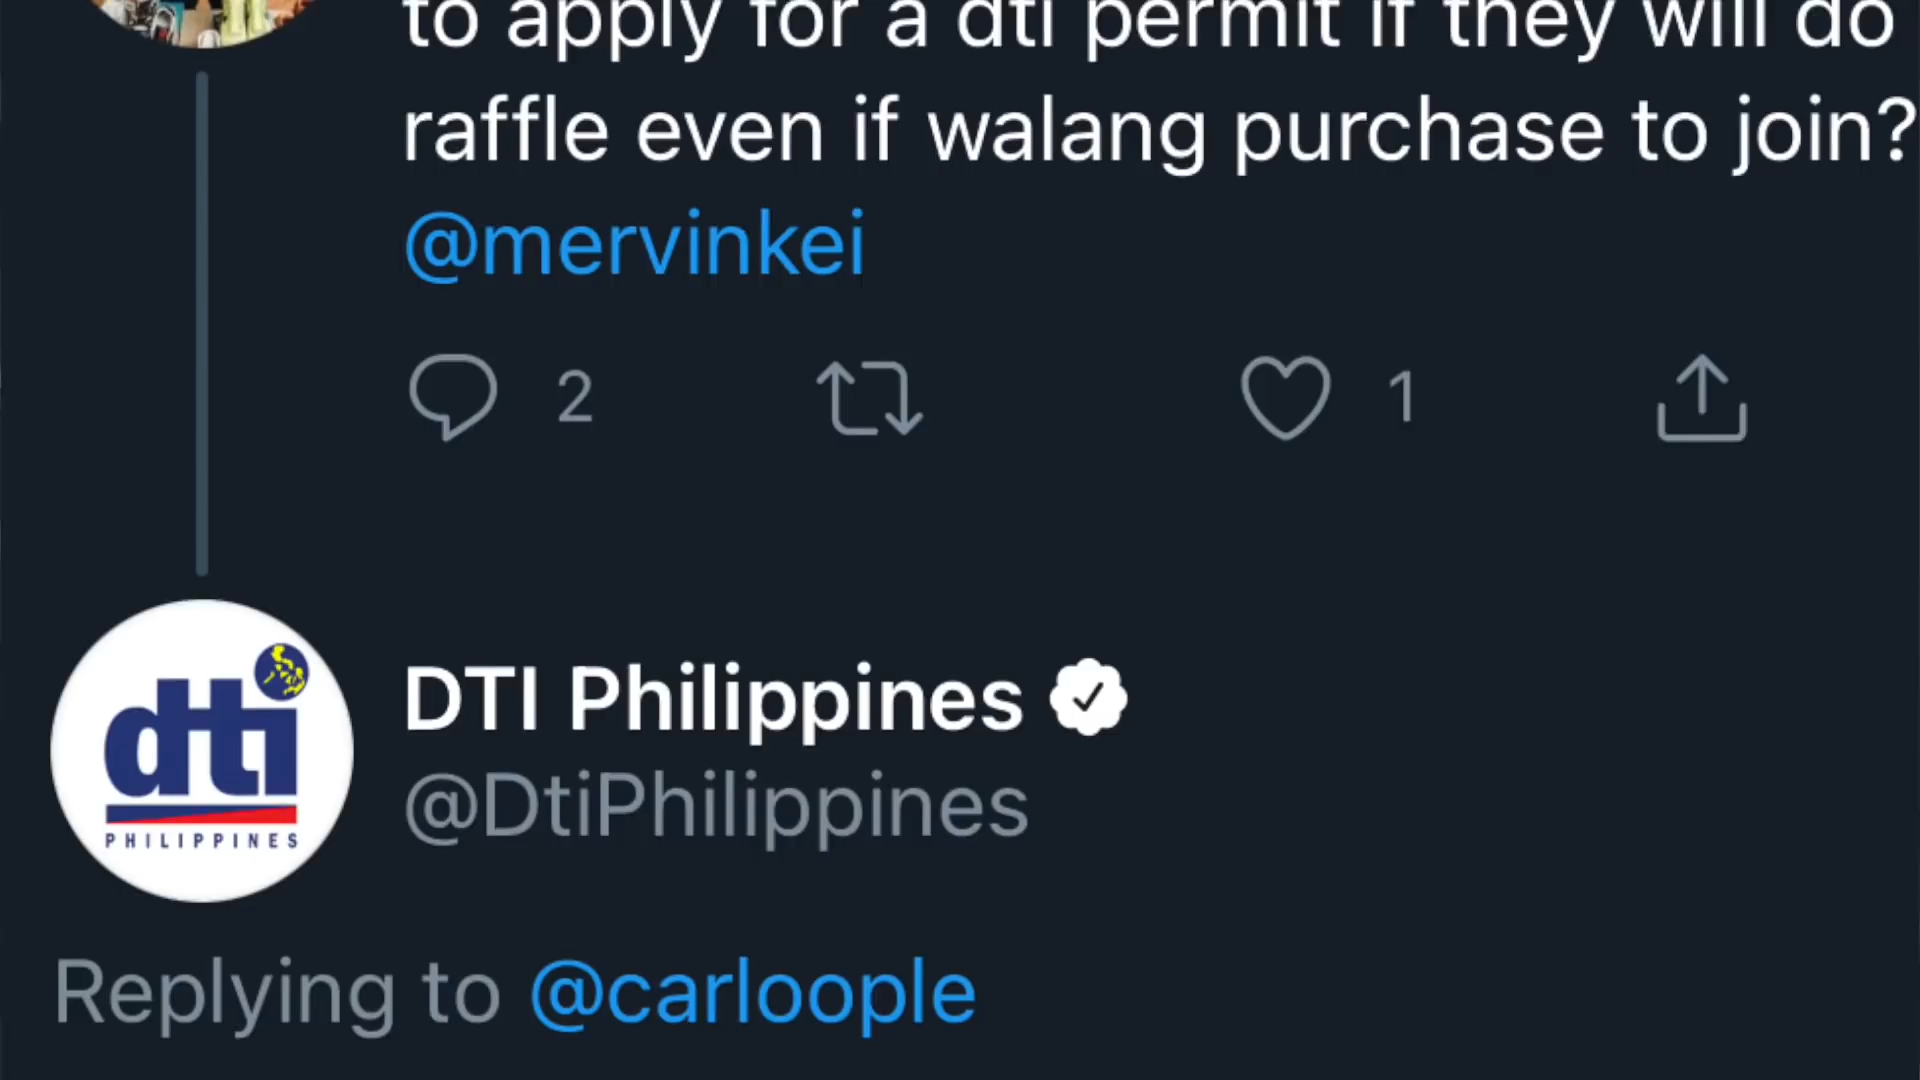 to apply for a dti permit if they will do
raffle even if walang purchase to join?
@mervinkei
2
1
dti
PHILIPPINES
DTI Philippines
@DtiPhilippines
Replying to @carloople